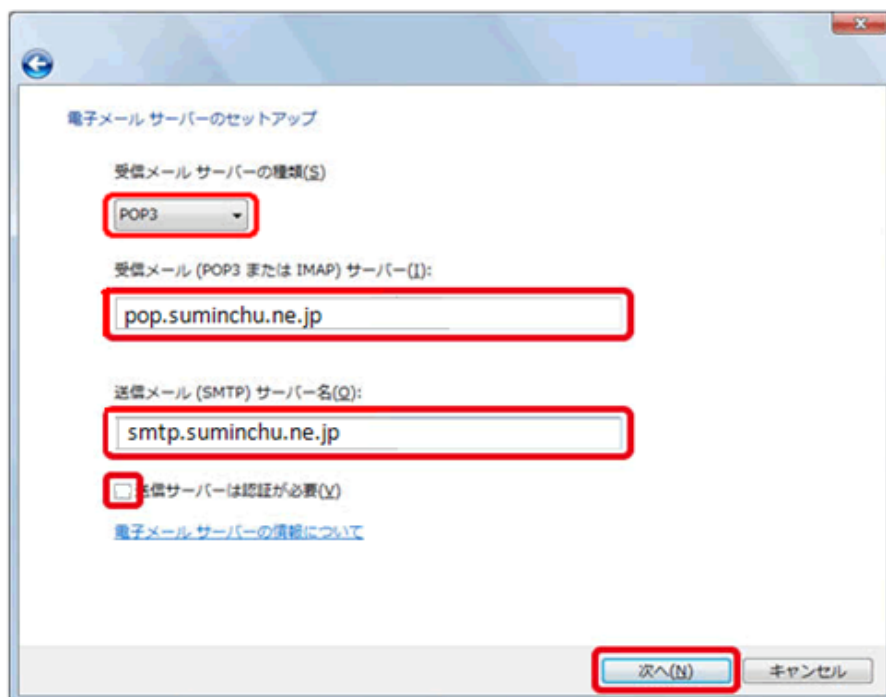 電子メール サーバーのセットアップ
受信メール サーバーの種類(S)
POP3
受信メール (POP3 または IMAP) サーバー(I):
pop.suminchu.ne.jp
送信メール (SMTP) サーバー名(O):
smtp.suminchu.ne.jp
送信サーバーは認証が必要(V)
電子メール サーバーの情報について
次へ(N)
キャンセル